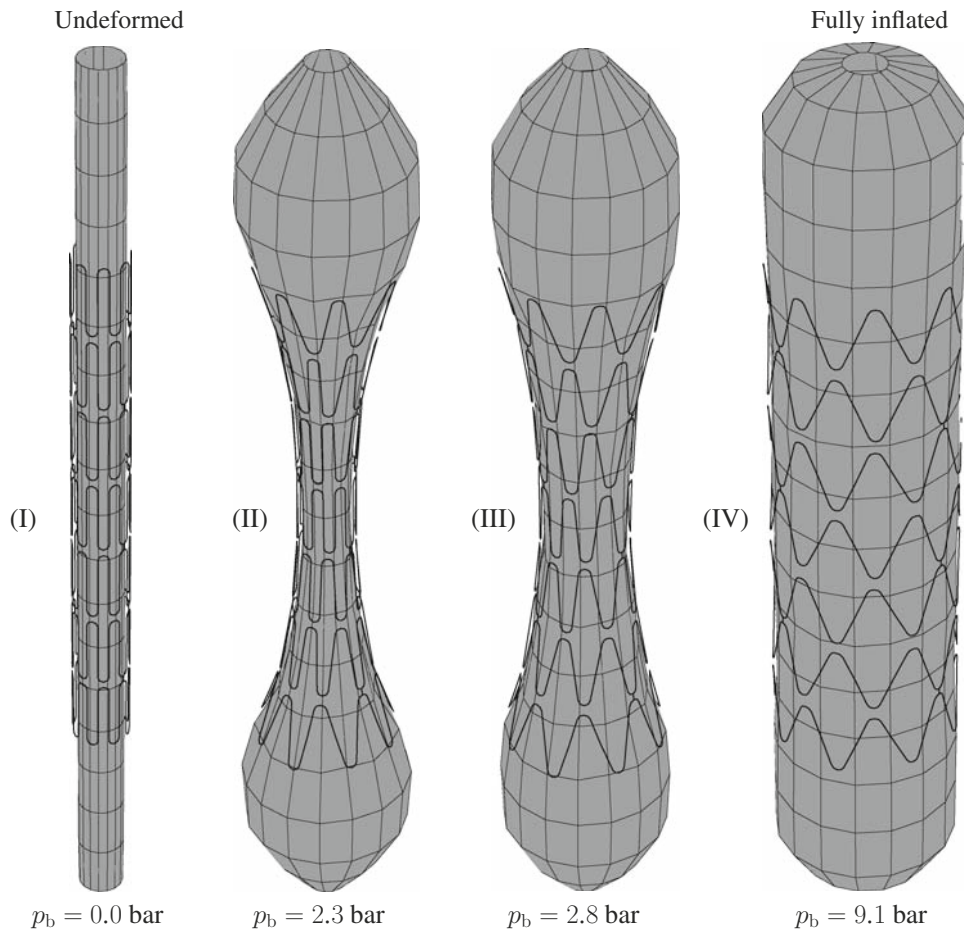 Undeformed
Fully inflated
(I)
(II)
(III)
(IV)
p_b = 0.0 bar
p_b = 2.3 bar
p_b = 2.8 bar
p_b = 9.1 bar